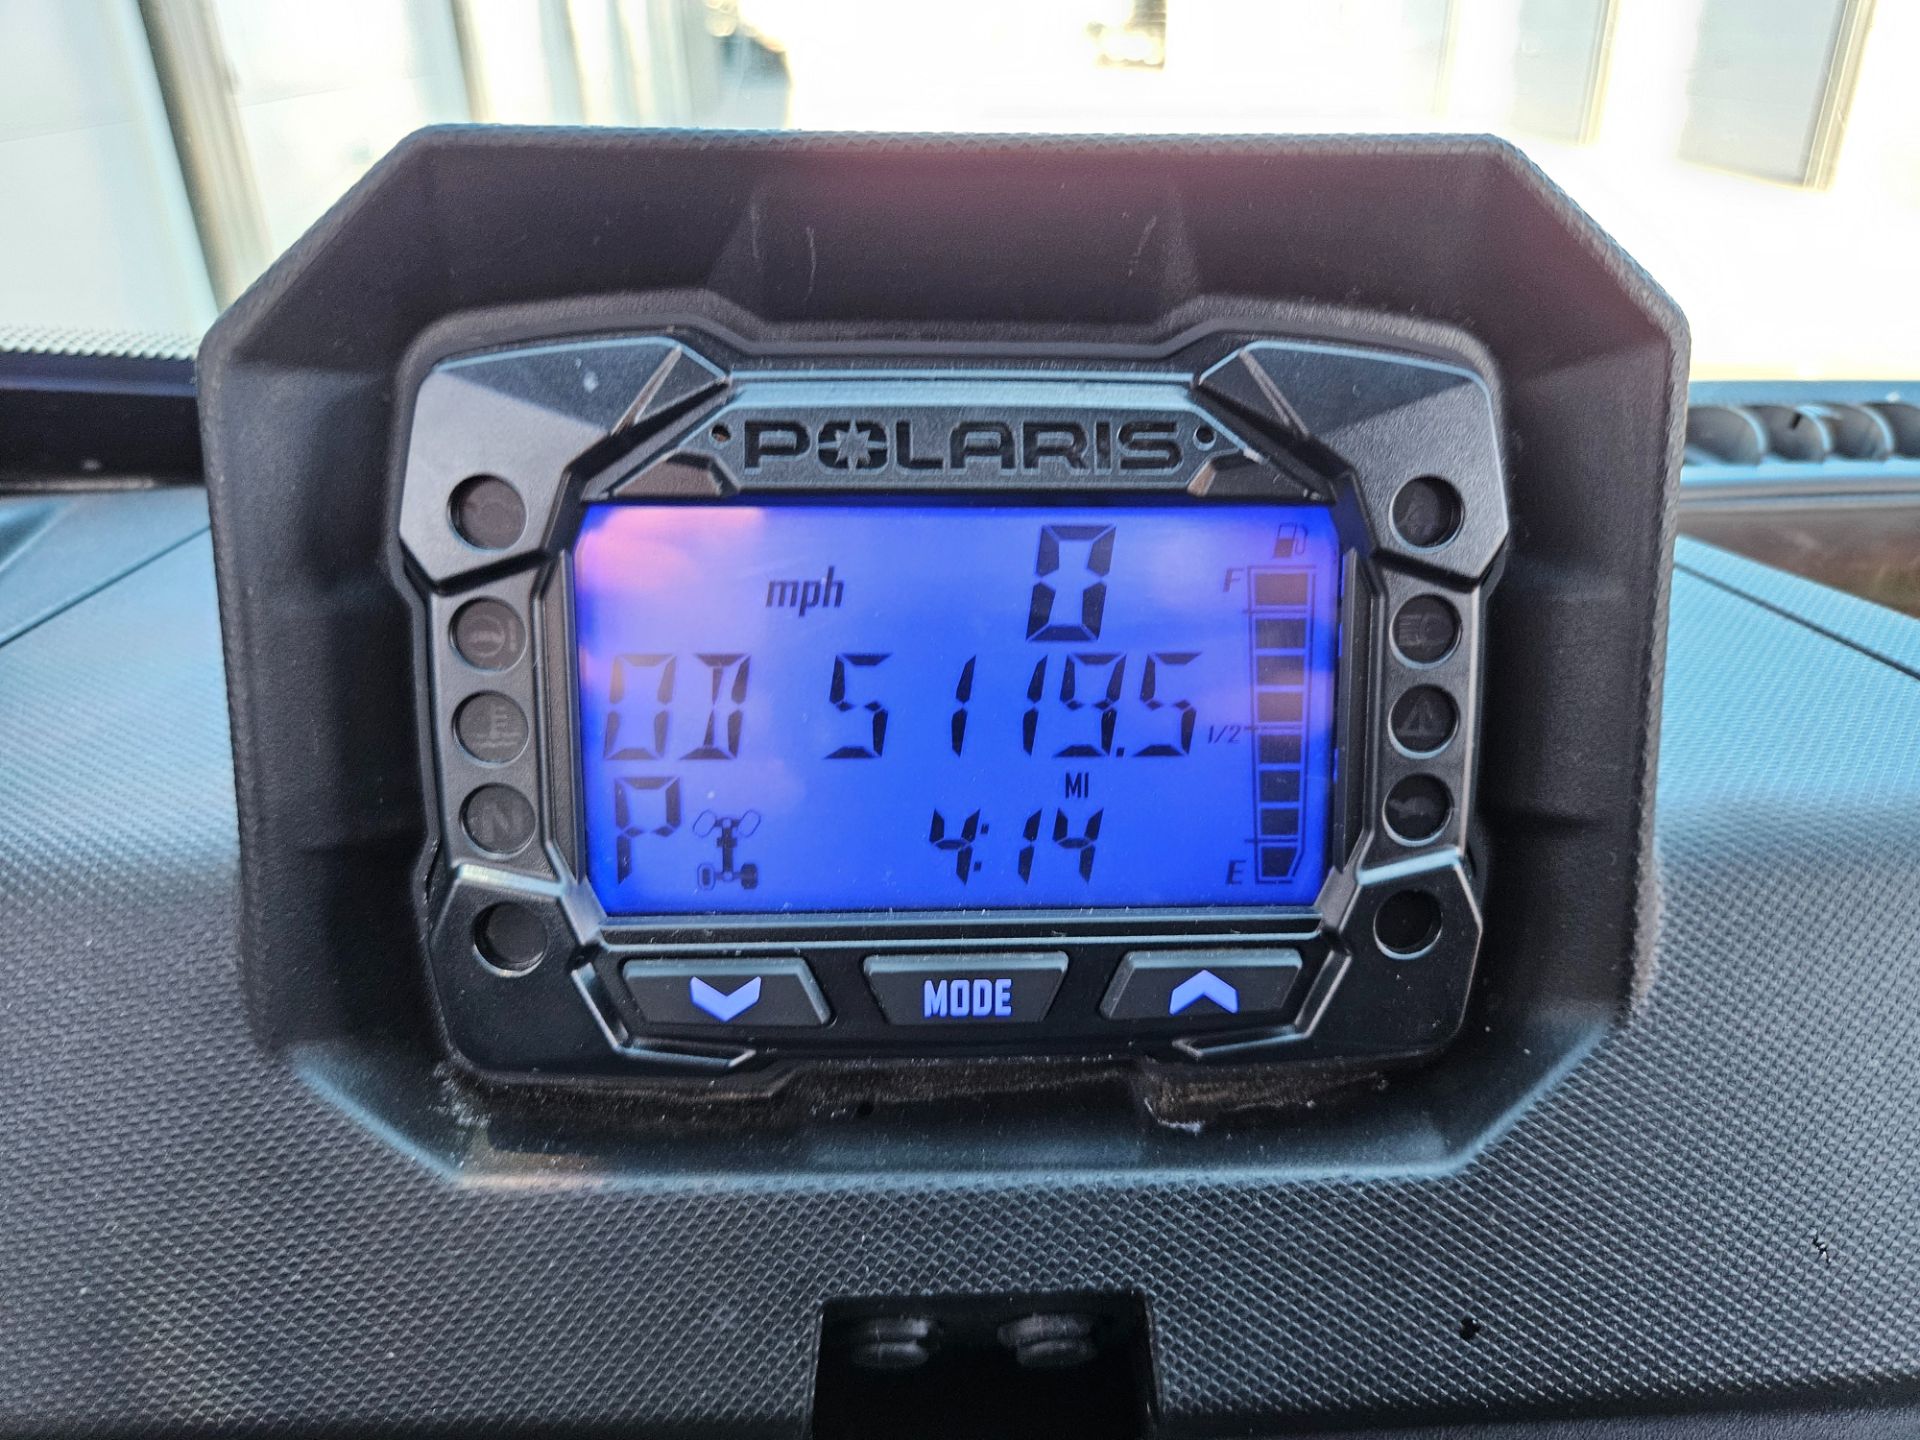 POLARIS
mph 0
F
OD 5119.5
1/2
MI
P 4:14
E
N
MODE